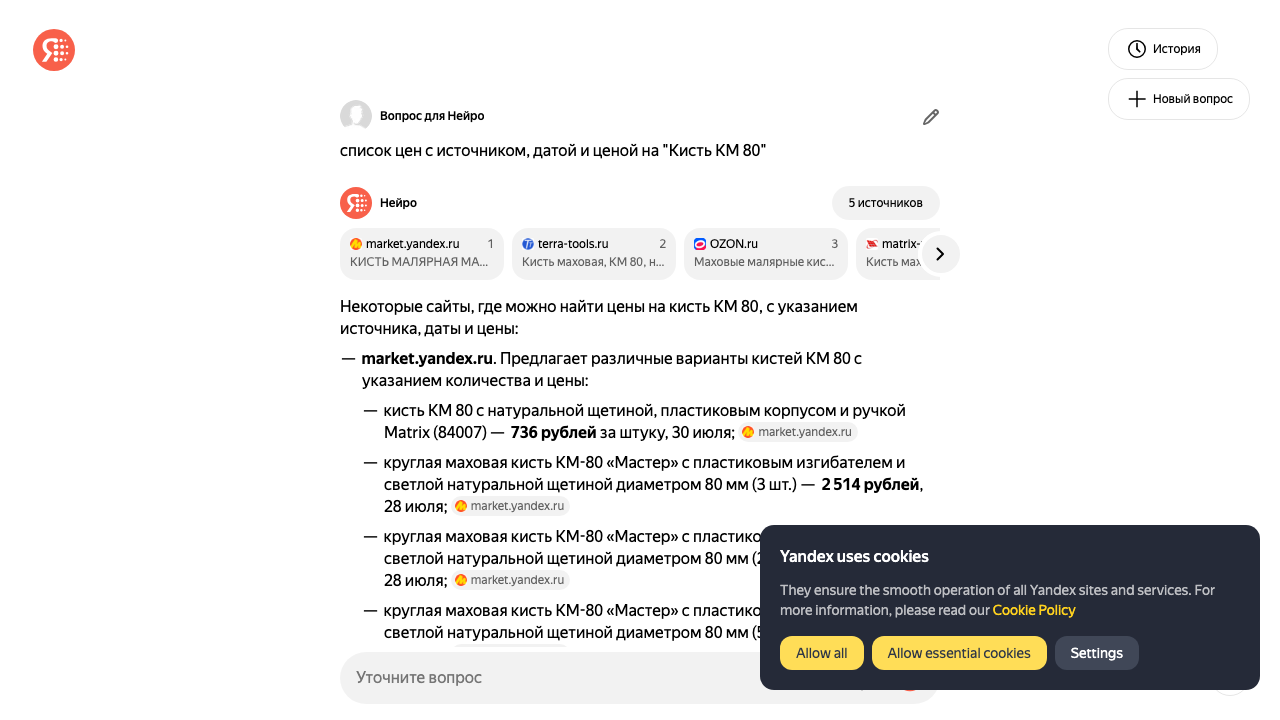 История
Новый вопрос
Вопрос для Нейро
список цен с источником, датой и ценой на "Кисть КМ 80"
Нейро
5 источников
market.yandex.ru 1
КИСТЬ МАЛЯРНАЯ МА...
terra-tools.ru 2
Кисть маховая, КМ 80, н...
OZON.ru 3
Маховые малярные кис...
matrix-
Кисть мах
Некоторые сайты, где можно найти цены на кисть КМ 80, с указанием
источника, даты и цены:
— market.yandex.ru. Предлагает различные варианты кистей КМ 80 с
указанием количества и цены:
— кисть КМ 80 с натуральной щетиной, пластиковым корпусом и ручкой
Matrix (84007) — 736 рублей за штуку, 30 июля; market.yandex.ru
— круглая маховая кисть КМ-80 «Мастер» с пластиковым изгибателем и
светлой натуральной щетиной диаметром 80 мм (3 шт.) — 2 514 рублей,
28 июля; market.yandex.ru
— круглая маховая кисть КМ-80 «Мастер» с пластико
светлой натуральной щетиной диаметром 80 мм (2
28 июля; market.yandex.ru
— круглая маховая кисть КМ-80 «Мастер» с пластико
светлой натуральной щетиной диаметром 80 мм (5
Уточните вопрос
Yandex uses cookies
They ensure the smooth operation of all Yandex sites and services. For
more information, please read our Cookie Policy
Allow all
Allow essential cookies
Settings